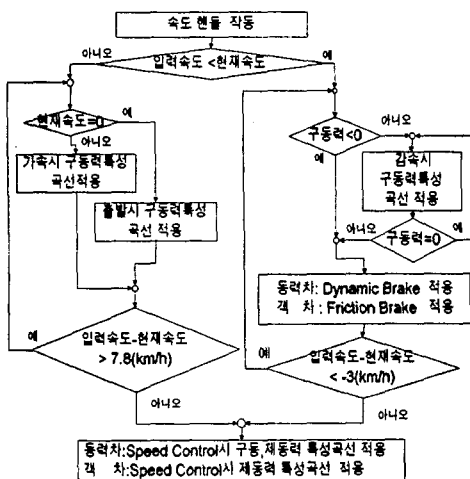 속도 핸들 작동
아니오
입력속도 <현재속도
예
현재속도=0
예
아니오
가속시 구동력특성
곡선적용
출발시 구동력특성
곡선 적용
예
입력속도-현재속도
> 7.8(km/h)
아니오
구동력<0
아니오
예
감속시
구동력특성
곡선 적용
아니오
구동력=0
예
동력차: Dynamic Brake 적용
객 차 : Friction Brake 적용
예
입력속도-현재속도
< -3(km/h)
아니오
동력차:Speed Control시 구동,제동력 특성곡선 적용
객 차:Speed Control시 제동력 특성곡선 적용